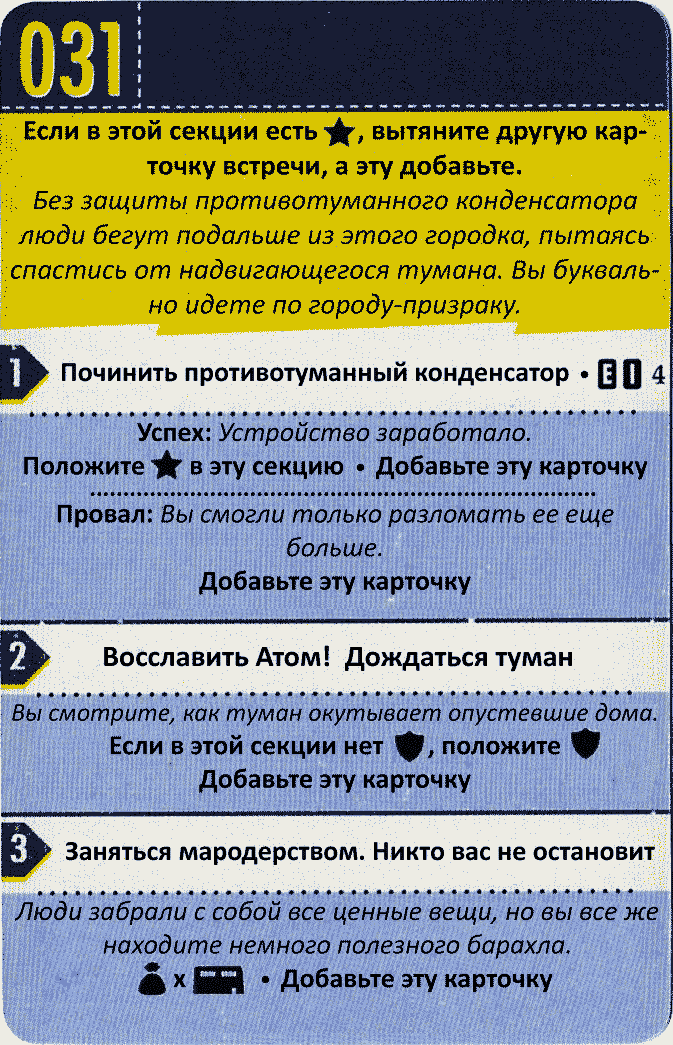 031
Если в этой секции есть ★, вытяните другую кар-
точку встречи, а эту добавьте.
Без защиты противотуманного конденсатора
люди бегут подальше из этого городка, пытаясь
спастись от надвигающегося тумана. Вы букваль-
но идете по городу-призраку.
1 Починить противотуманный конденсатор • E I 4
Успех: Устройство заработало.
Положите ★ в эту секцию • Добавьте эту карточку
Провал: Вы смогли только разломать ее еще
больше.
Добавьте эту карточку
2 Восславить Атом! Дождаться туман
Вы смотрите, как туман окутывает опустевшие дома.
Если в этой секции нет , положите
Добавьте эту карточку
3 Заняться мародерством. Никто вас не остановит
Люди забрали с собой все ценные вещи, но вы все же
находите немного полезного барахла.
x • Добавьте эту карточку